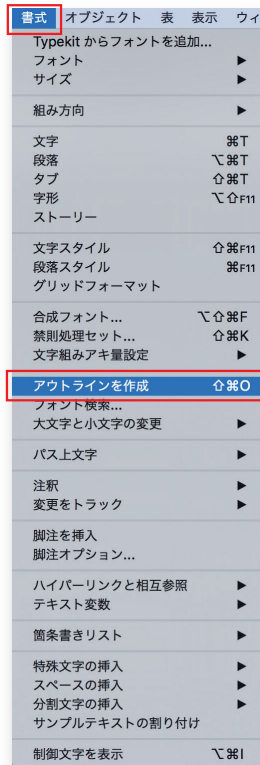 書式 オブジェクト 表 表示 ウィ
Typekit からフォントを追加...
フォント ▶
サイズ ▶
組み方向 ▶
文字 ⌘T
段落 ⌥⌘T
タブ ⇧⌘T
字形 ⌥⇧F11
ストーリー
文字スタイル ⇧⌘F11
段落スタイル ⌘F11
グリッドフォーマット
合成フォント... ⌥⇧⌘F
禁則処理セット... ⇧⌘K
文字組みアキ量設定 ▶
アウトラインを作成 ⇧⌘O
フォント検索...
大文字と小文字の変更 ▶
パス上文字 ▶
注釈 ▶
変更をトラック ▶
脚注を挿入
脚注オプション...
ハイパーリンクと相互参照 ▶
テキスト変数 ▶
箇条書きリスト ▶
特殊文字の挿入 ▶
スペースの挿入 ▶
分割文字の挿入 ▶
サンプルテキストの割り付け
制御文字を表示 ⌥⌘I